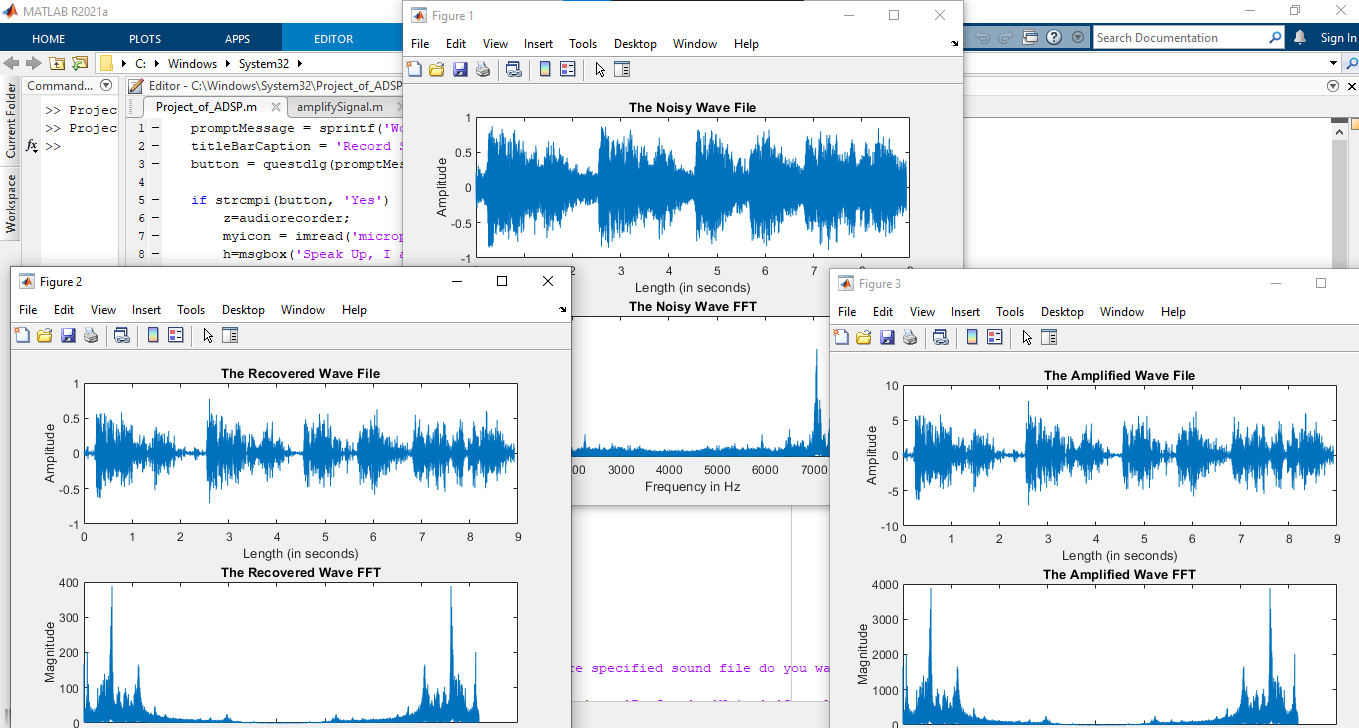 MATLAB R2021a
HOME PLOTS APPS EDITOR
Search Documentation
Sign In
C: Windows System32
Current Folder
Workspace
Command...
>> Projec
>> Projec
fx >>
Editor - C:\Windows\System32\Project_of_ADSP
Project_of_ADSP.m amplifySignal.m
1 promptMessage = sprintf('Wo
2 titleBarCaption = 'Record S
3 button = questdlg(promptMes
4
5 if strcmpi(button, 'Yes')
6 z=audiorecorder;
7 myicon = imread('microp
8 h=msgbox('Speak Up, I a
Figure 1
File Edit View Insert Tools Desktop Window Help
The Noisy Wave File
Amplitude
1
0.5
0
-0.5
-1
2 3 4 5 6 7 8 9
Length (in seconds)
The Noisy Wave FFT
00 3000 4000 5000 6000 7000
Frequency in Hz
Figure 2
File Edit View Insert Tools Desktop Window Help
The Recovered Wave File
Amplitude
1
0.5
0
-0.5
-1
0 1 2 3 4 5 6 7 8 9
Length (in seconds)
The Recovered Wave FFT
Magnitude
400
300
200
100
0
Figure 3
File Edit View Insert Tools Desktop Window Help
The Amplified Wave File
Amplitude
10
5
0
-5
-10
0 1 2 3 4 5 6 7 8 9
Length (in seconds)
The Amplified Wave FFT
Magnitude
4000
3000
2000
1000
0
re specified sound file do you wa